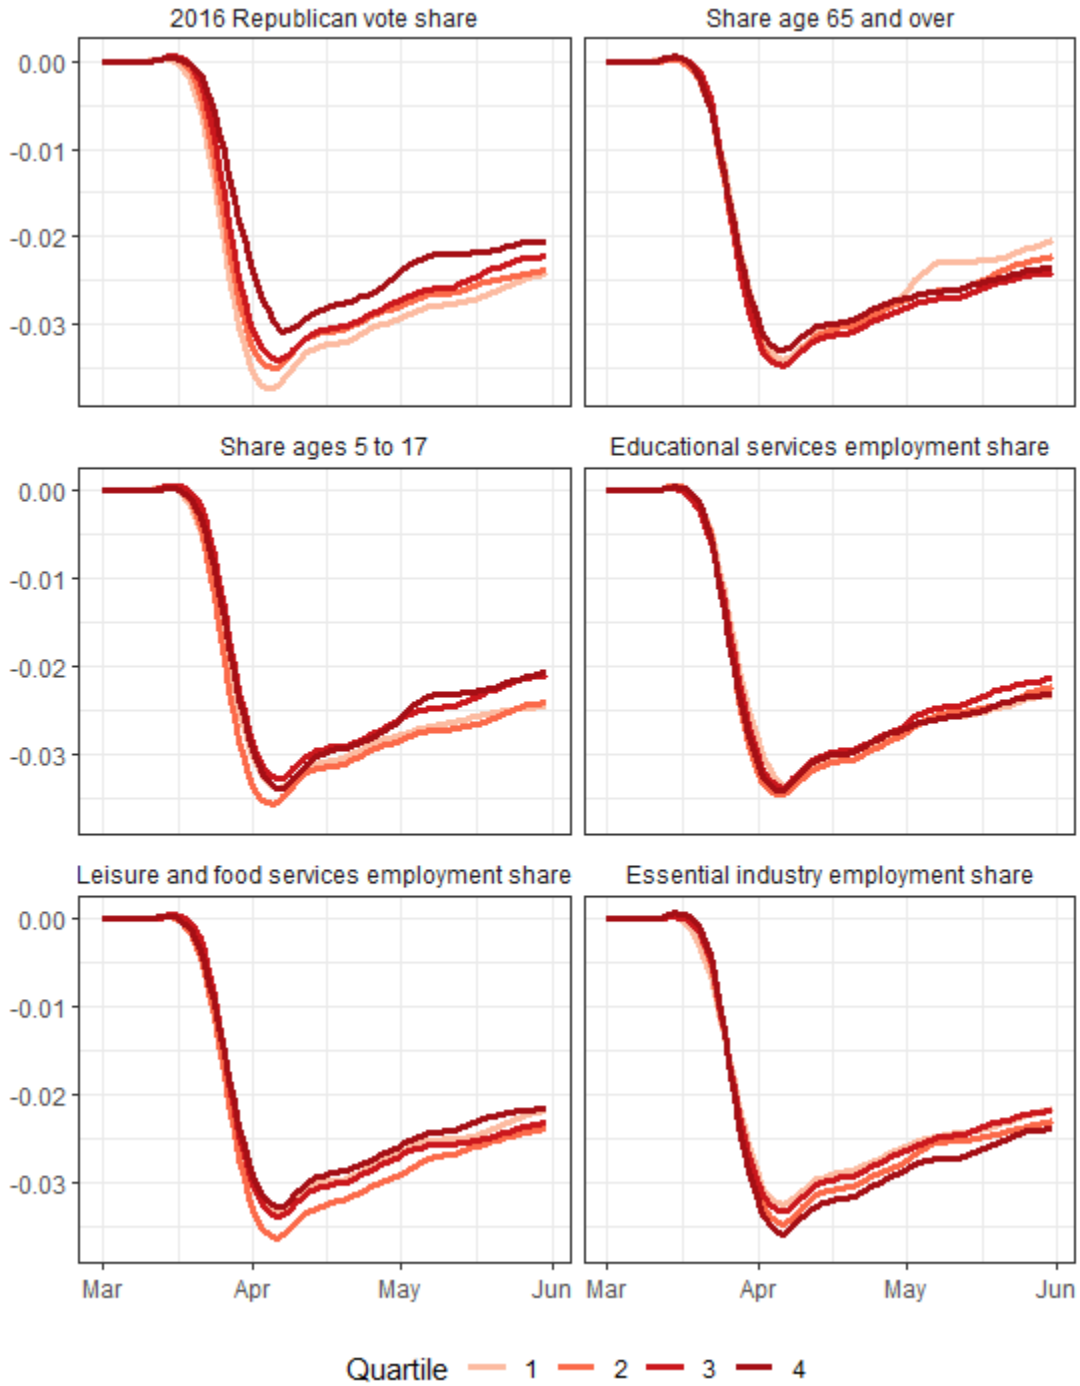 2016 Republican vote share
Share age 65 and over
0.00
-0.01
-0.02
-0.03
Share ages 5 to 17
Educational services employment share
0.00
-0.01
-0.02
-0.03
Leisure and food services employment share
Essential industry employment share
0.00
-0.01
-0.02
-0.03
Mar Apr May Jun Mar Apr May Jun
Quartile 1 2 3 4